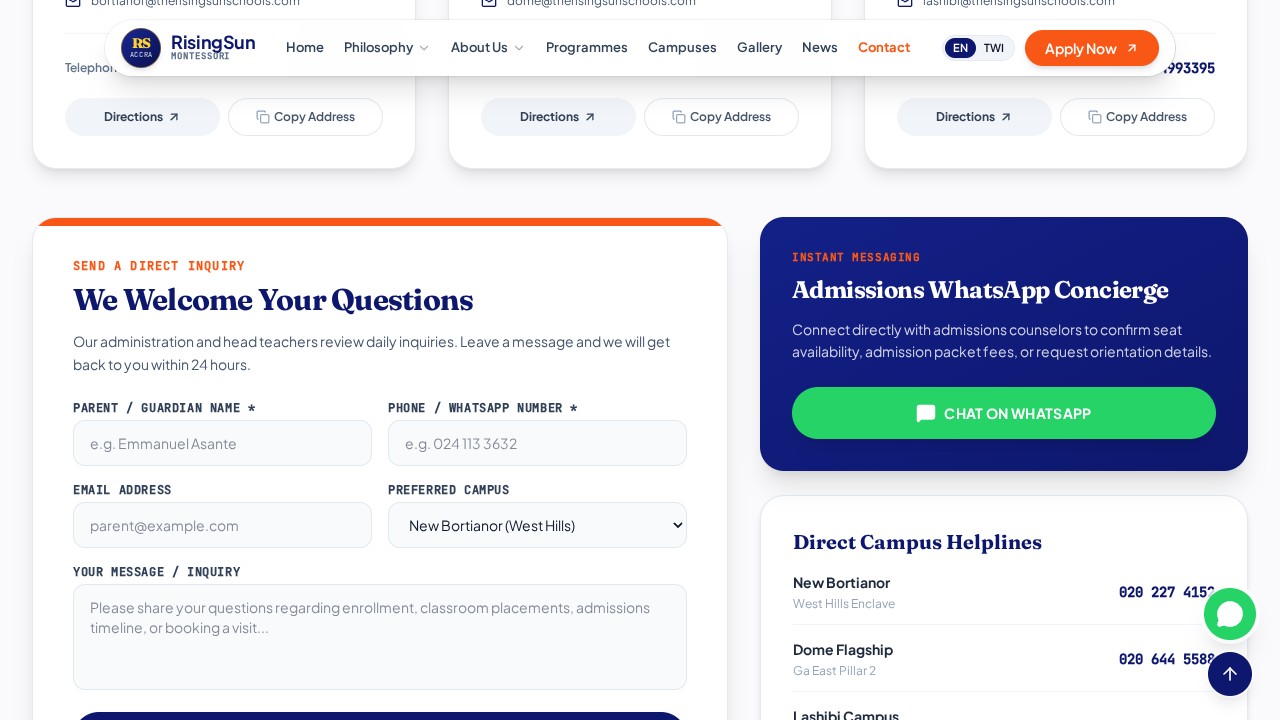 bortianor@therisingsunschools.com
dome@therisingsunschools.com
lashibi@therisingsunschools.com
RS
ACCRA
RisingSun
MONTESSORI
Home
Philosophy
About Us
Programmes
Campuses
Gallery
News
Contact
EN
TWI
Apply Now
993395
Directions
Copy Address
Directions
Copy Address
Directions
Copy Address
SEND A DIRECT INQUIRY
We Welcome Your Questions
Our administration and head teachers review daily inquiries. Leave a message and we will get
back to you within 24 hours.
PARENT / GUARDIAN NAME *
PHONE / WHATSAPP NUMBER *
e.g. Emmanuel Asante
e.g. 024 113 3632
EMAIL ADDRESS
PREFERRED CAMPUS
parent@example.com
New Bortianor (West Hills)
YOUR MESSAGE / INQUIRY
Please share your questions regarding enrollment, classroom placements, admissions
timeline, or booking a visit...
INSTANT MESSAGING
Admissions WhatsApp Concierge
Connect directly with admissions counselors to confirm seat
availability, admission packet fees, or request orientation details.
CHAT ON WHATSAPP
Direct Campus Helplines
New Bortianor
West Hills Enclave
020 227 4152
Dome Flagship
Ga East Pillar 2
020 644 5588
Lashibi Campus